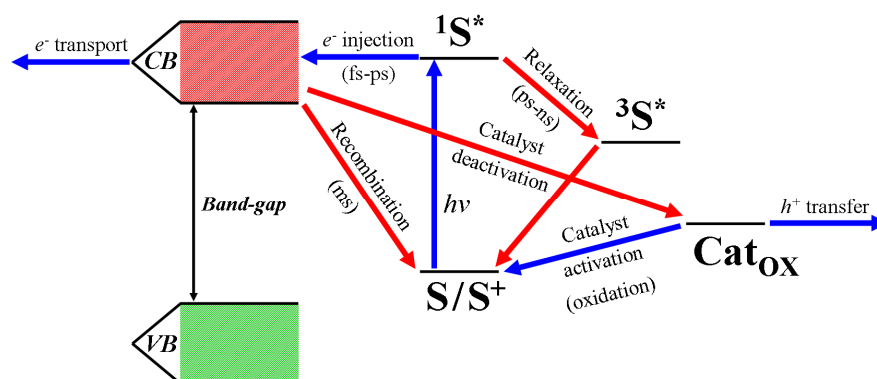 e- transport
CB
e- injection
(fs-ps)
¹S*
Relaxation
(ps-ns)
³S*
Recombination
(ms)
Catalyst
deactivation
Band-gap
hν
h+ transfer
Catalyst
activation
(oxidation)
CatOX
S/S+
VB